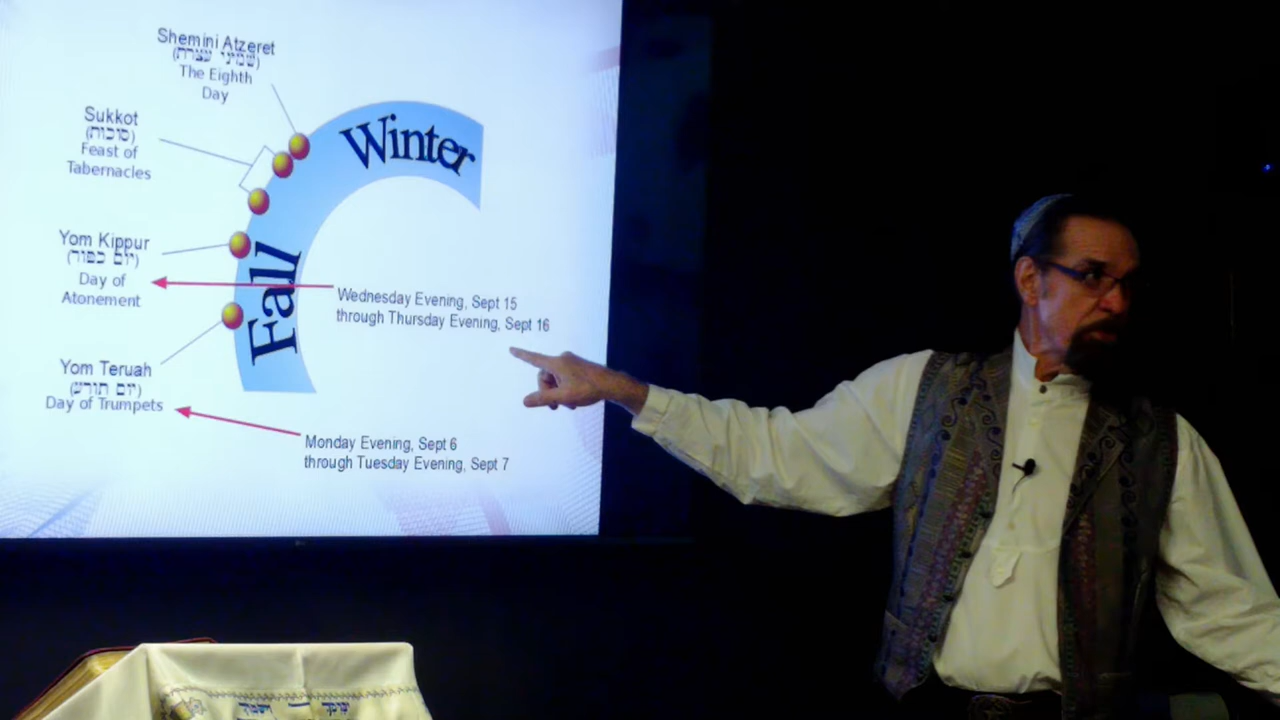 Shemini Atzeret
(שמיני עצרת)
The Eighth
Day
Sukkot
(סוכות)
Feast of
Tabernacles
Yom Kippur
(יום כפור)
Day of
Atonement
Yom Teruah
(יום תורש)
Day of Trumpets
Winter
Fall
Wednesday Evening, Sept 15
through Thursday Evening, Sept 16
Monday Evening, Sept 6
through Tuesday Evening, Sept 7